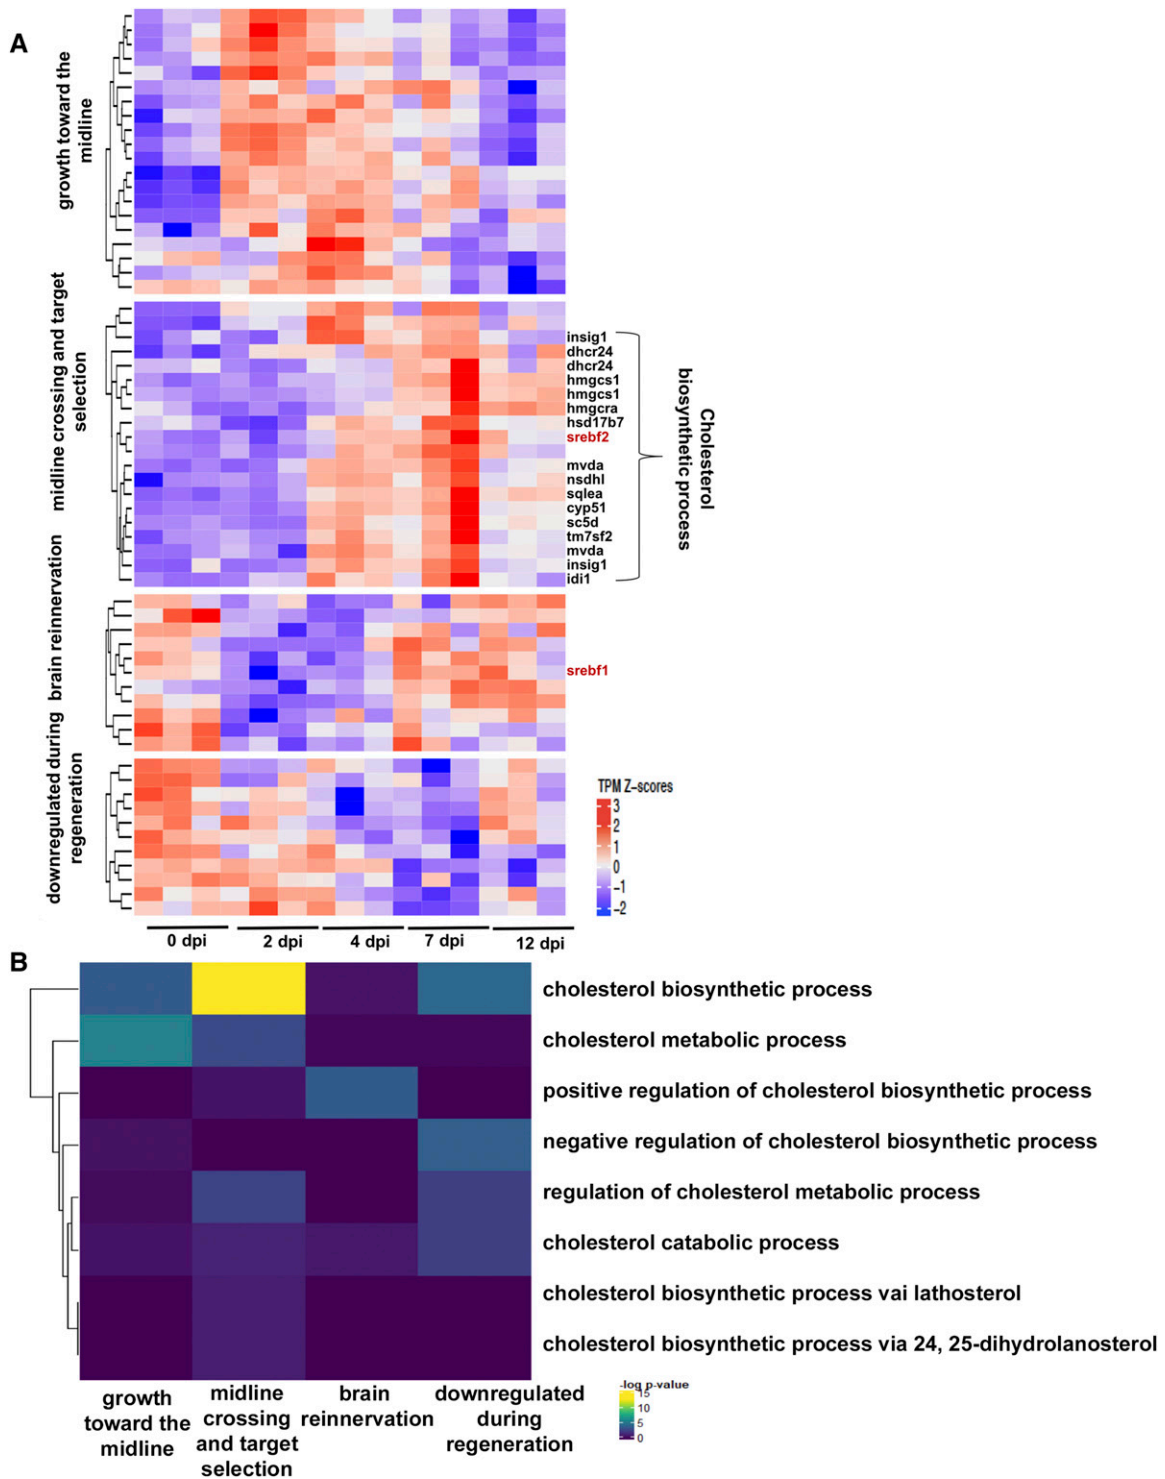 A
growth toward the
midline
midline crossing and target
selection
brain reinnervation
downregulated during
regeneration
insig1
dhcr24
dhcr24
hmgcs1
hmgcs1
hmgcra
hsd17b7
srebf2
mvda
nsdhl
sqlea
cyp51
sc5d
tm7sf2
mvda
insig1
idi1
Cholesterol
biosynthetic process
srebf1
TPM Z-scores
3
2
1
0
-1
-2
0 dpi
2 dpi
4 dpi
7 dpi
12 dpi
B
cholesterol biosynthetic process
cholesterol metabolic process
positive regulation of cholesterol biosynthetic process
negative regulation of cholesterol biosynthetic process
regulation of cholesterol metabolic process
cholesterol catabolic process
cholesterol biosynthetic process vai lathosterol
cholesterol biosynthetic process via 24, 25-dihydrolanosterol
growth
toward the
midline
midline
crossing
and target
selection
brain
reinnervation
downregulated
during
regeneration
-log p-value
15
10
5
0